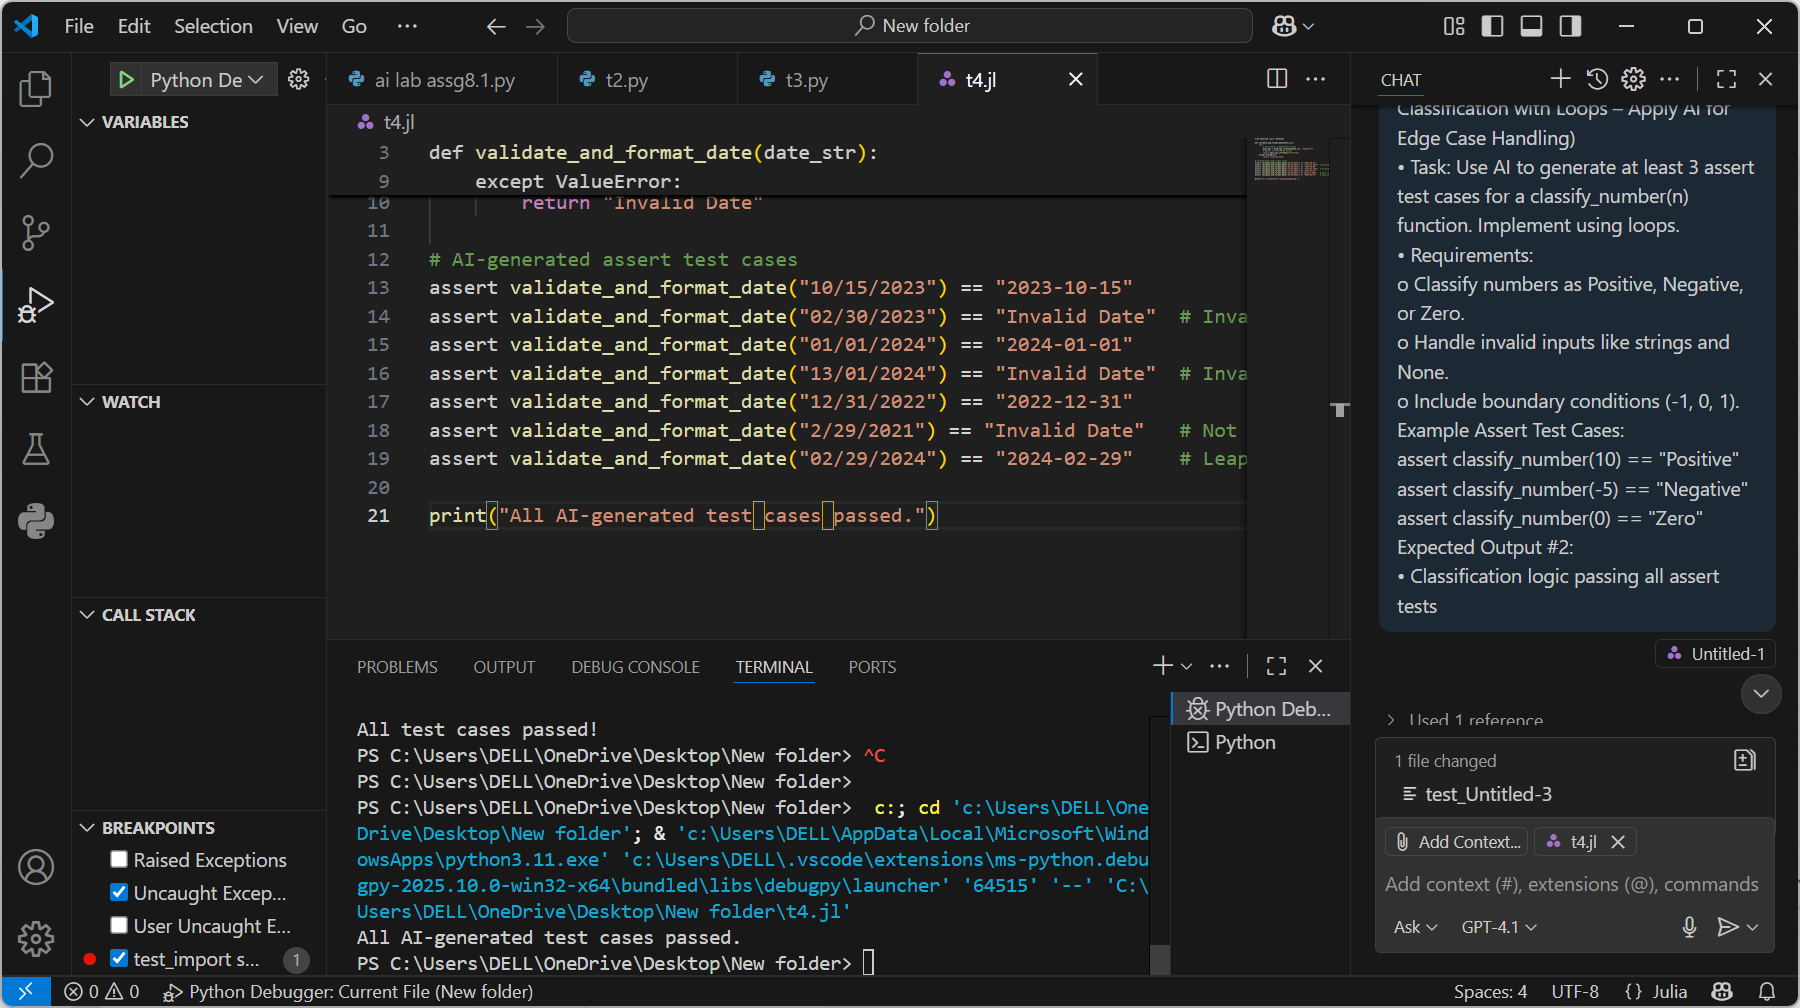 File Edit Selection View Go ···
New folder
Python De
VARIABLES
WATCH
CALL STACK
BREAKPOINTS
Raised Exceptions
Uncaught Excep...
User Uncaught E...
test_import s... 1
ai lab assg8.1.py
t2.py
t3.py
t4.jl
t4.jl
3 def validate_and_format_date(date_str):
9 except ValueError:
10 return "Invalid Date"
11
12 # AI-generated assert test cases
13 assert validate_and_format_date("10/15/2023") == "2023-10-15"
14 assert validate_and_format_date("02/30/2023") == "Invalid Date" # Inva
15 assert validate_and_format_date("01/01/2024") == "2024-01-01"
16 assert validate_and_format_date("13/01/2024") == "Invalid Date" # Inva
17 assert validate_and_format_date("12/31/2022") == "2022-12-31"
18 assert validate_and_format_date("2/29/2021") == "Invalid Date" # Not
19 assert validate_and_format_date("02/29/2024") == "2024-02-29" # Leap
20
21 print("All AI-generated test cases passed.")
PROBLEMS OUTPUT DEBUG CONSOLE TERMINAL PORTS
All test cases passed!
PS C:\Users\DELL\OneDrive\Desktop\New folder> ^C
PS C:\Users\DELL\OneDrive\Desktop\New folder>
PS C:\Users\DELL\OneDrive\Desktop\New folder> c:; cd 'c:\Users\DELL\One
Drive\Desktop\New folder'; & 'c:\Users\DELL\AppData\Local\Microsoft\Wind
owsApps\python3.11.exe' 'c:\Users\DELL\.vscode\extensions\ms-python.debu
gpy-2025.10.0-win32-x64\bundled\libs\debugpy\launcher' '64515' '--' 'C:\
Users\DELL\OneDrive\Desktop\New folder\t4.jl'
All AI-generated test cases passed.
PS C:\Users\DELL\OneDrive\Desktop\New folder>
Python Deb...
Python
CHAT
Classification with Loops – Apply AI for
Edge Case Handling)
• Task: Use AI to generate at least 3 assert
test cases for a classify_number(n)
function. Implement using loops.
• Requirements:
o Classify numbers as Positive, Negative,
or Zero.
o Handle invalid inputs like strings and
None.
o Include boundary conditions (-1, 0, 1).
Example Assert Test Cases:
assert classify_number(10) == "Positive"
assert classify_number(-5) == "Negative"
assert classify_number(0) == "Zero"
Expected Output #2:
• Classification logic passing all assert
tests
Untitled-1
Used 1 reference
1 file changed
test_Untitled-3
Add Context...
t4.jl
Add context (#), extensions (@), commands
Ask GPT-4.1
0 0 Python Debugger: Current File (New folder)
Spaces: 4 UTF-8 {} Julia